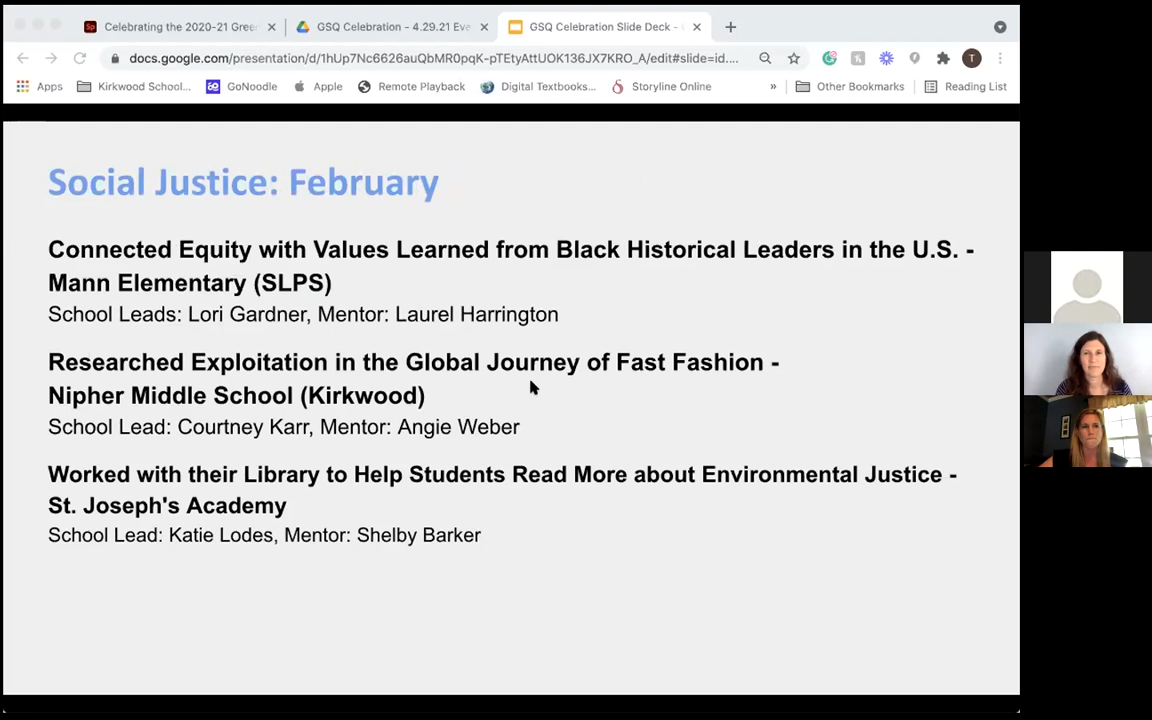 Celebrating the 2020-21 Gree
GSQ Celebration - 4.29.21 Eve
GSQ Celebration Slide Deck -
docs.google.com/presentation/d/1hUp7Nc6626auQbMR0pqK-pTEtyAttUOK136JX7KRO_A/edit#slide=id....
T
Apps
Kirkwood School...
GoNoodle
Apple
Remote Playback
Digital Textbooks...
Storyline Online
»
Other Bookmarks
Reading List
Social Justice: February
Connected Equity with Values Learned from Black Historical Leaders in the U.S. -
Mann Elementary (SLPS)
School Leads: Lori Gardner, Mentor: Laurel Harrington
Researched Exploitation in the Global Journey of Fast Fashion -
Nipher Middle School (Kirkwood)
School Lead: Courtney Karr, Mentor: Angie Weber
Worked with their Library to Help Students Read More about Environmental Justice -
St. Joseph's Academy
School Lead: Katie Lodes, Mentor: Shelby Barker